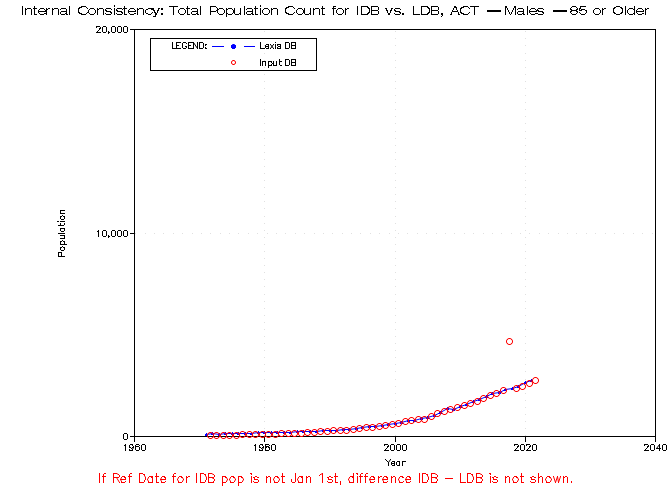 Internal Consistency: Total Population Count for IDB vs. LDB, ACT — Males — 85 or Older
20,000
LEGEND: Lexis DB
Input DB
Population
10,000
0
1960 1980 2000 2020 2040
Year
If Ref Date for IDB pop is not Jan 1st, difference IDB – LDB is not shown.